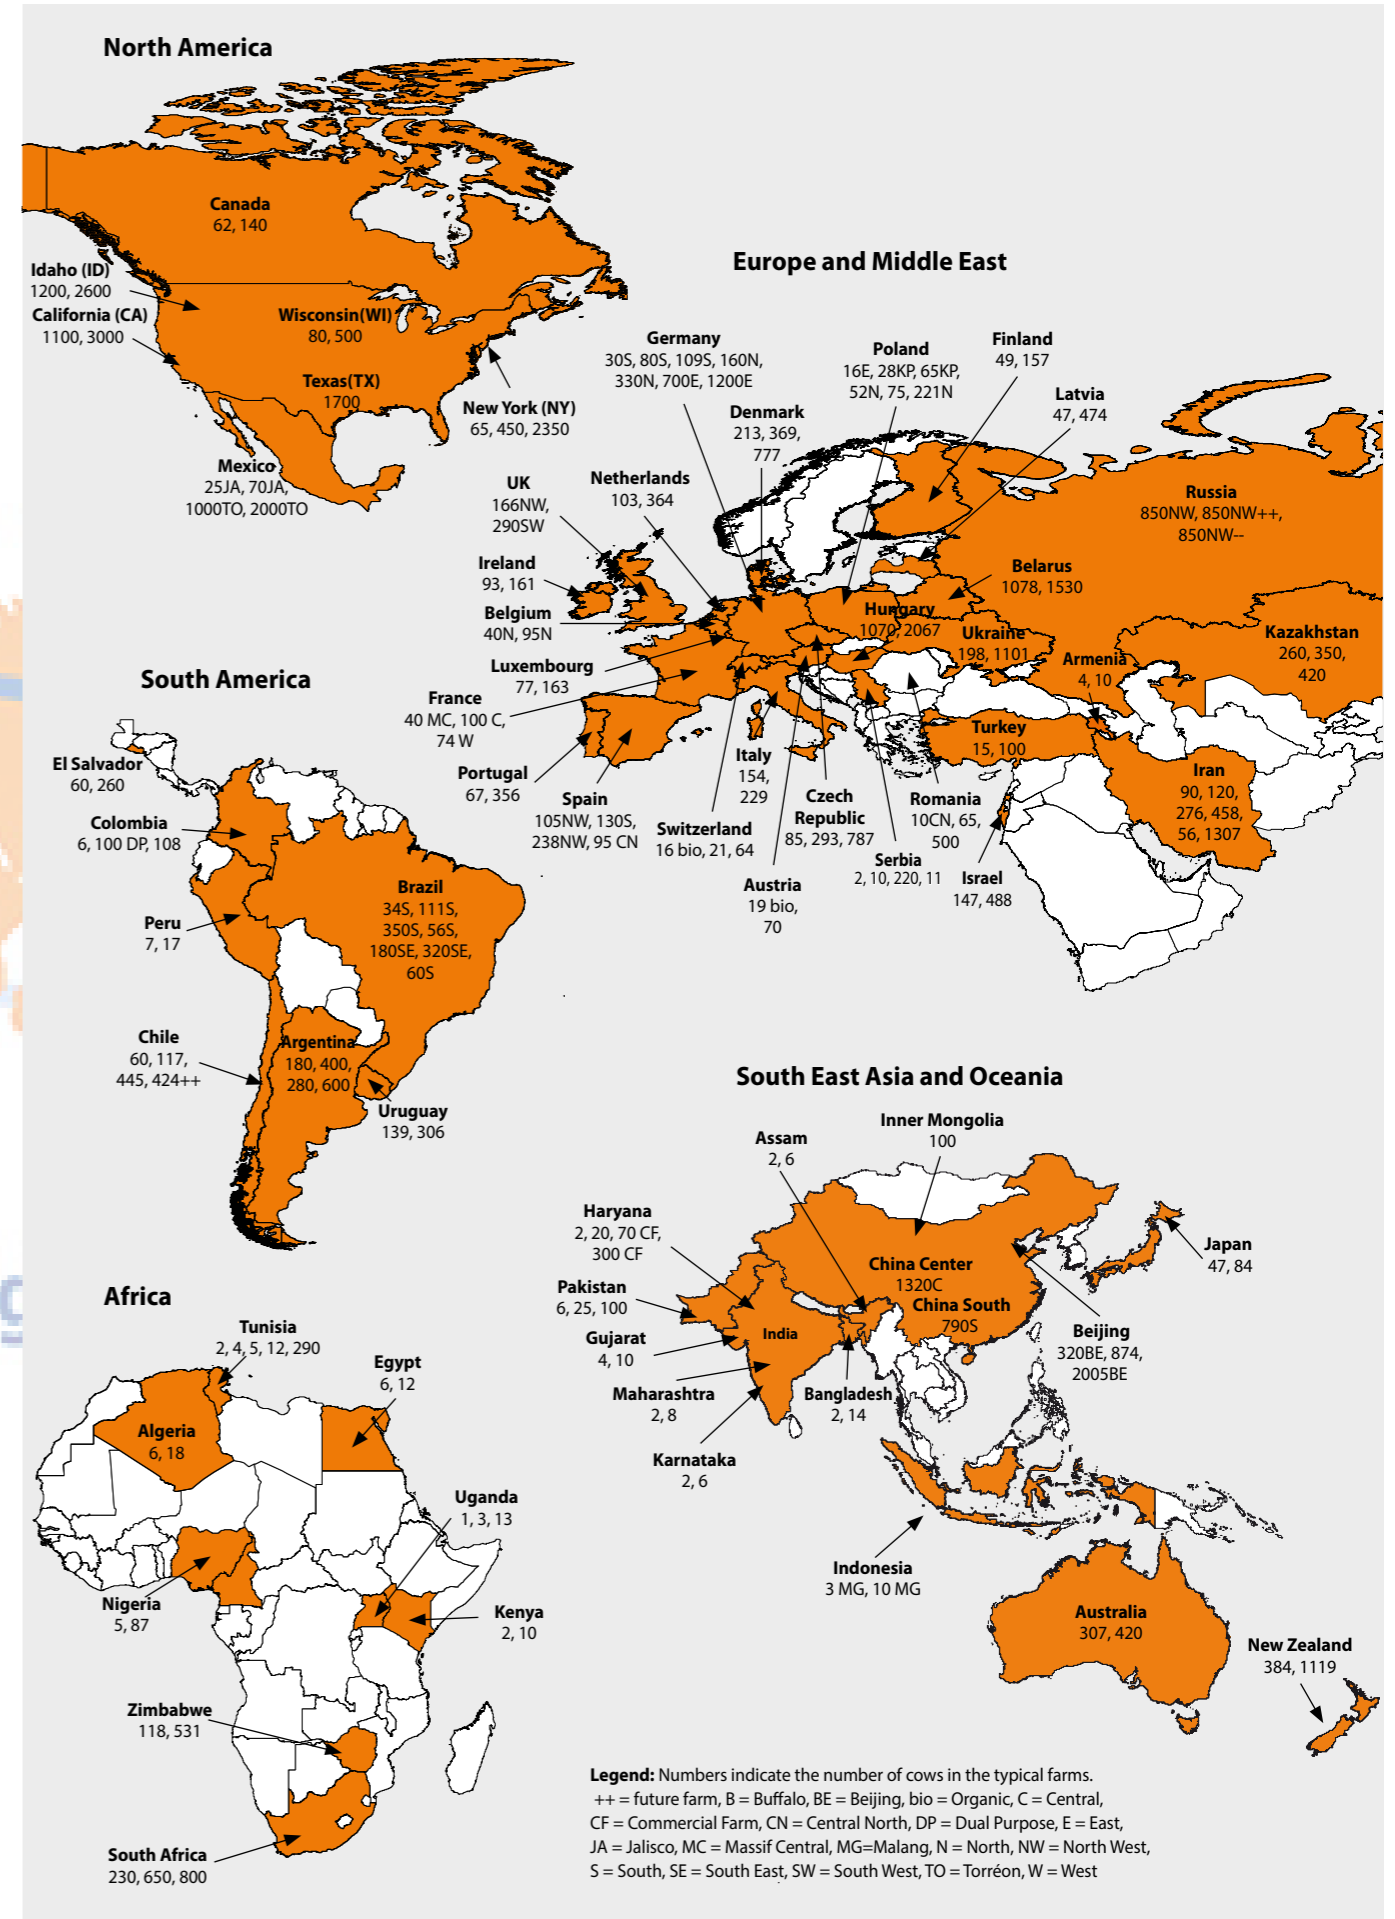 North America
Canada
62, 140
Idaho (ID)
1200, 2600
California (CA)
1100, 3000
Wisconsin(WI)
80, 500
Texas(TX)
1700
New York (NY)
65, 450, 2350
Mexico
25JA, 70JA,
1000TO, 2000TO
Europe and Middle East
Germany
30S, 80S, 109S, 160N,
330N, 700E, 1200E
Poland
16E, 28KP, 65KP,
52N, 75, 221N
Finland
49, 157
Latvia
47, 474
Denmark
213, 369,
777
Netherlands
103, 364
UK
166NW,
290SW
Ireland
93, 161
Belgium
40N, 95N
Luxembourg
77, 163
France
40 MC, 100 C,
74 W
Portugal
67, 356
Spain
105NW, 130S,
238NW, 95 CN
Switzerland
16 bio, 21, 64
Italy
154,
229
Austria
19 bio,
70
Czech
Republic
85, 293, 787
Serbia
2, 10, 220, 11
Romania
10CN, 65,
500
Israel
147, 488
Hungary
1070, 2067
Ukraine
198, 1101
Belarus
1078, 1530
Russia
850NW, 850NW++,
850NW--
Kazakhstan
260, 350,
420
Armenia
4, 10
Turkey
15, 100
Iran
90, 120,
276, 458,
56, 1307
South America
El Salvador
60, 260
Colombia
6, 100 DP, 108
Peru
7, 17
Brazil
34S, 111S,
350S, 56S,
180SE, 320SE,
60S
Chile
60, 117,
445, 424++
Argentina
180, 400,
280, 600
Uruguay
139, 306
South East Asia and Oceania
Inner Mongolia
100
Assam
2, 6
Haryana
2, 20, 70 CF,
300 CF
Pakistan
6, 25, 100
Gujarat
4, 10
Maharashtra
2, 8
Karnataka
2, 6
India
Bangladesh
2, 14
China Center
1320C
China South
790S
Beijing
320BE, 874,
2005BE
Japan
47, 84
Indonesia
3 MG, 10 MG
Australia
307, 420
New Zealand
384, 1119
Africa
Tunisia
2, 4, 5, 12, 290
Egypt
6, 12
Algeria
6, 18
Uganda
1, 3, 13
Nigeria
5, 87
Kenya
2, 10
Zimbabwe
118, 531
South Africa
230, 650, 800
Legend: Numbers indicate the number of cows in the typical farms.
++ = future farm, B = Buffalo, BE = Beijing, bio = Organic, C = Central,
CF = Commercial Farm, CN = Central North, DP = Dual Purpose, E = East,
JA = Jalisco, MC = Massif Central, MG=Malang, N = North, NW = North West,
S = South, SE = South East, SW = South West, TO = Torréon, W = West